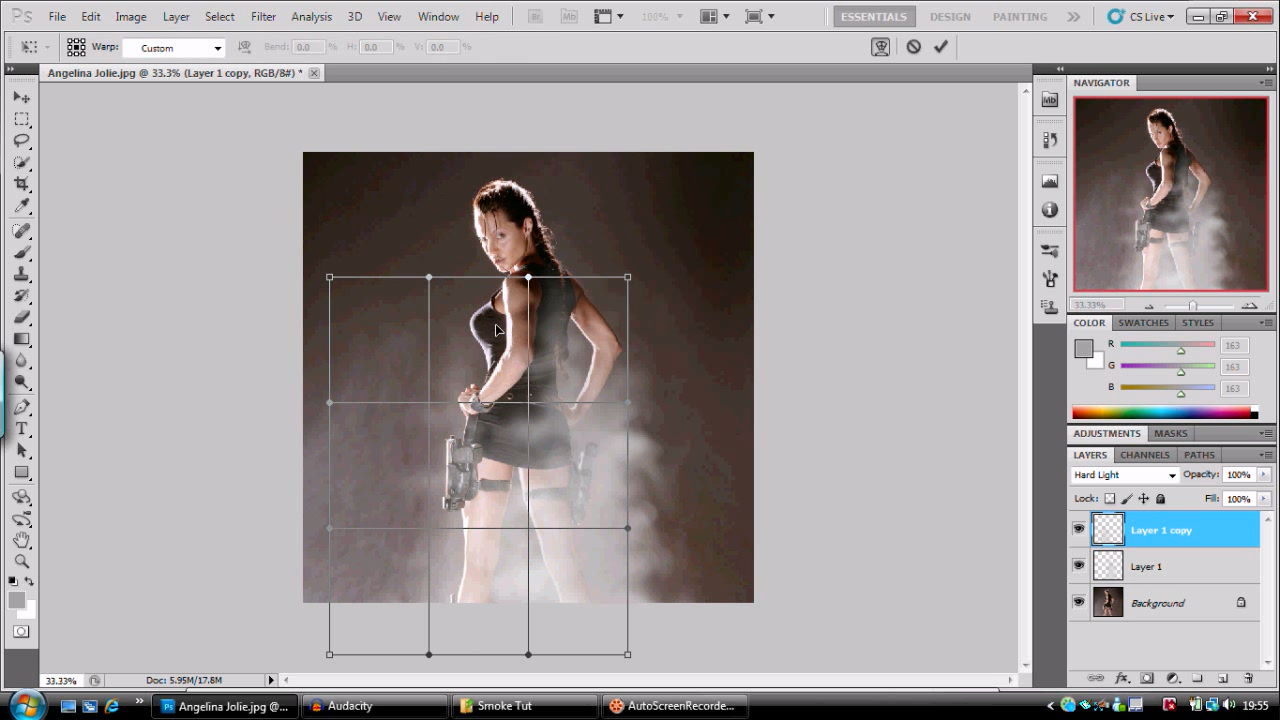 Ps File Edit Image Layer Select Filter Analysis 3D View Window Help Br Mb 100% ESSENTIALS DESIGN PAINTING CS Live
Warp: Custom Bend: 0.0 % H: 0.0 % V: 0.0 %
Angelina Jolie.jpg @ 33.3% (Layer 1 copy, RGB/8#) *
NAVIGATOR
Mb
33.33%
COLOR SWATCHES STYLES
R 163
G 163
B 163
ADJUSTMENTS MASKS
LAYERS CHANNELS PATHS
Hard Light Opacity: 100%
Lock: Fill: 100%
Layer 1 copy
Layer 1
Background
T
33.33% Doc: 5.95M/17.8M
Ps Angelina Jolie.jpg @... Audacity Smoke Tut AutoScreenRecorde... 19:55